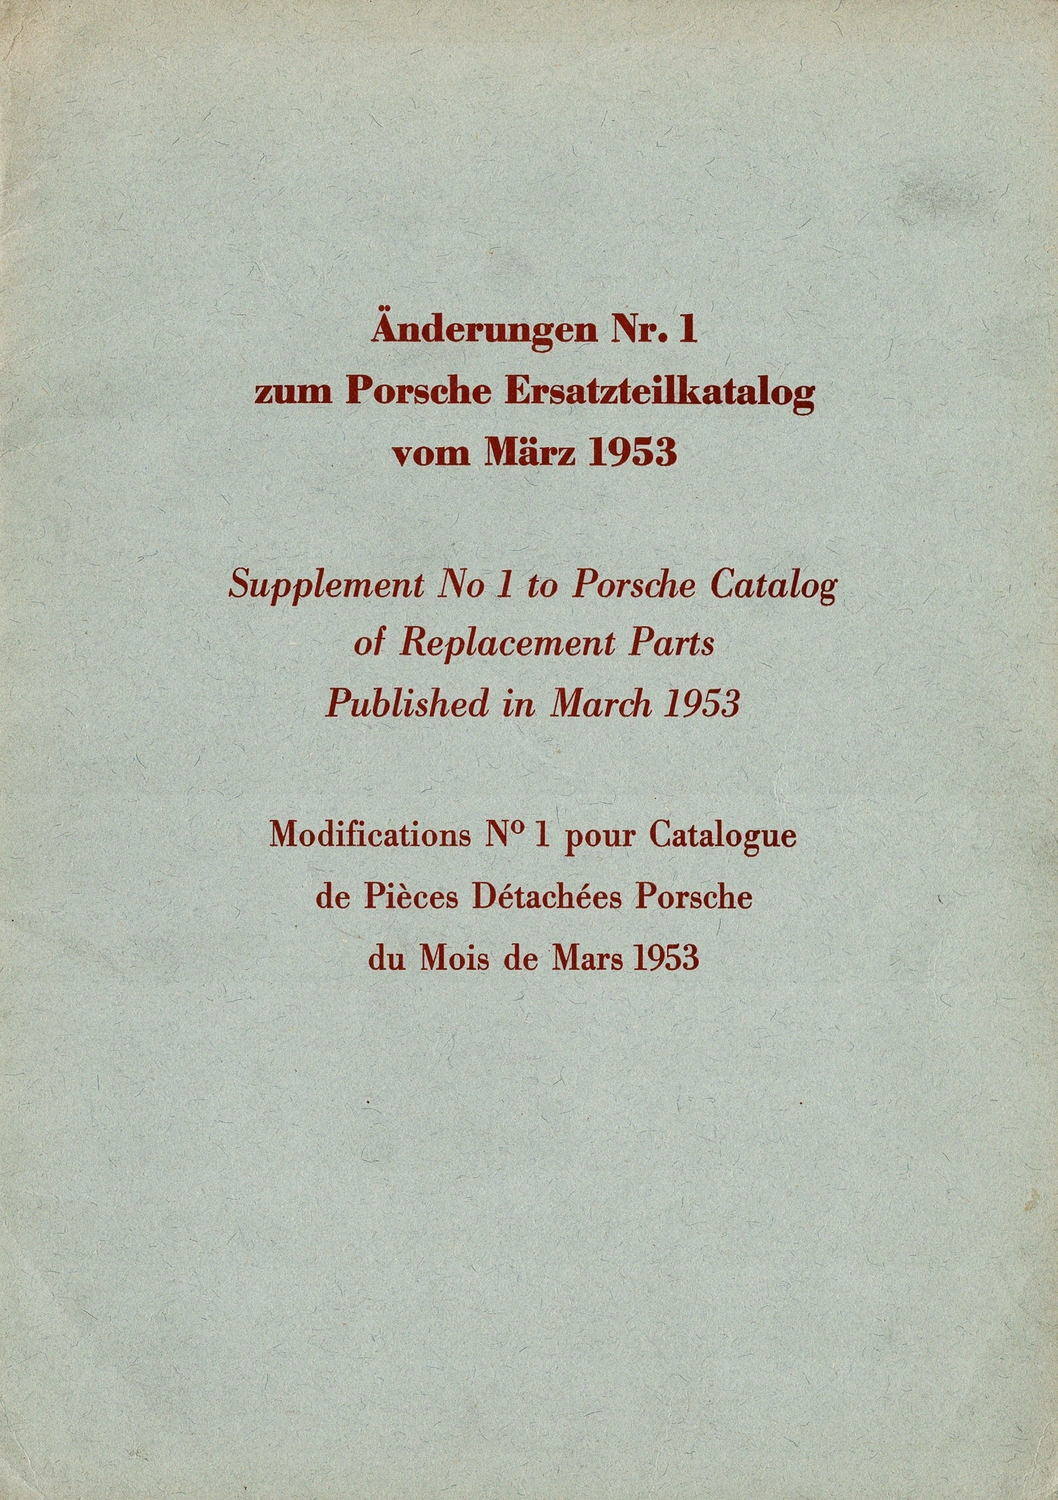 Änderungen Nr. 1
zum Porsche Ersatzteilkatalog
vom März 1953
Supplement No 1 to Porsche Catalog
of Replacement Parts
Published in March 1953
Modifications Nº 1 pour Catalogue
de Pièces Détachées Porsche
du Mois de Mars 1953